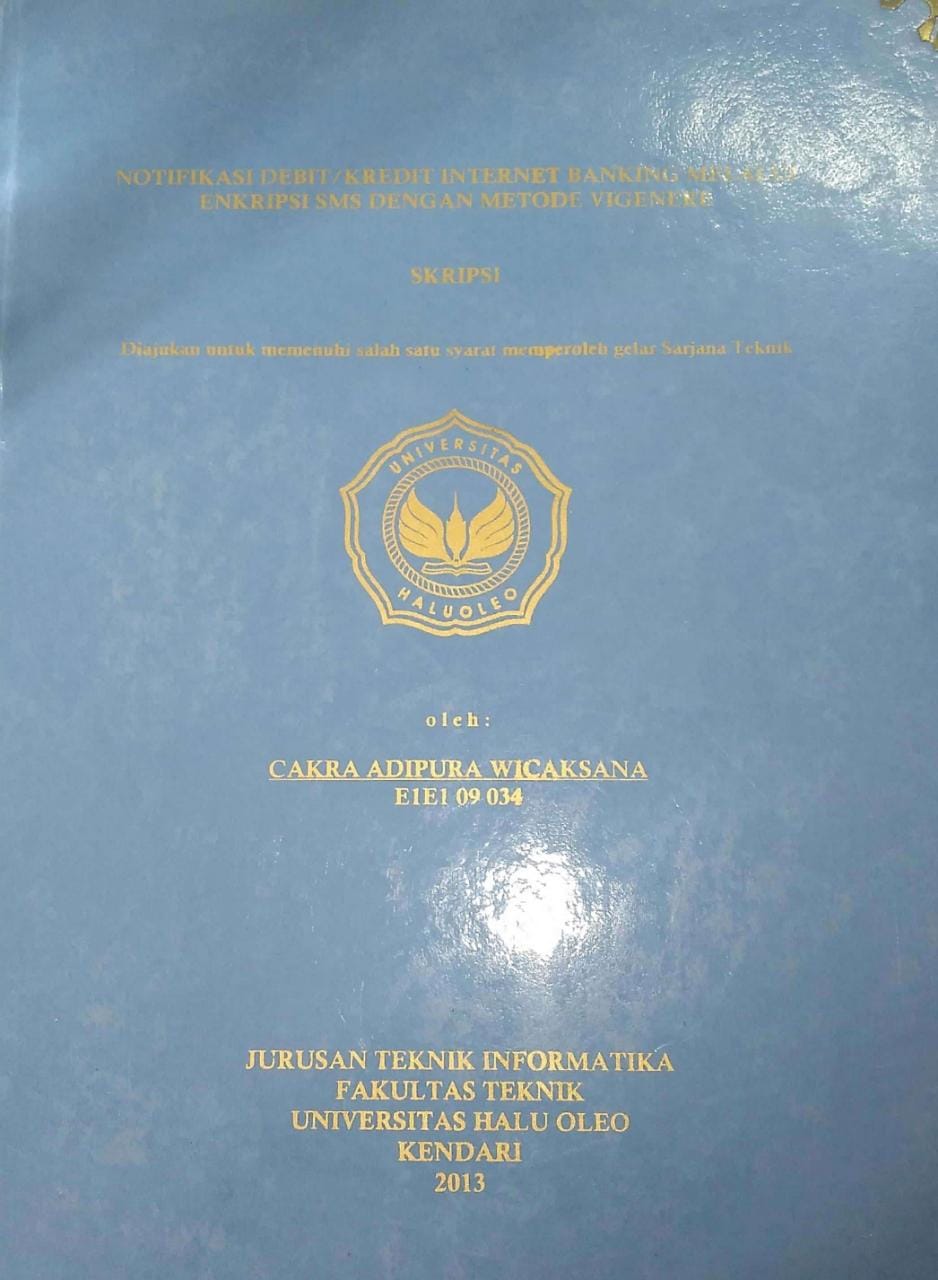 NOTIFIKASI DEBIT/KREDIT INTERNET BANKING MELALUI
ENKRIPSI SMS DENGAN METODE VIGENERE
SKRIPSI
Diajukan untuk memenuhi salah satu syarat memperoleh gelar Sarjana Teknik
UNIVERSITAS
HALUOLEO
oleh:
CAKRA ADIPURA WICAKSANA
E1E1 09 034
JURUSAN TEKNIK INFORMATIKA
FAKULTAS TEKNIK
UNIVERSITAS HALU OLEO
KENDARI
2013